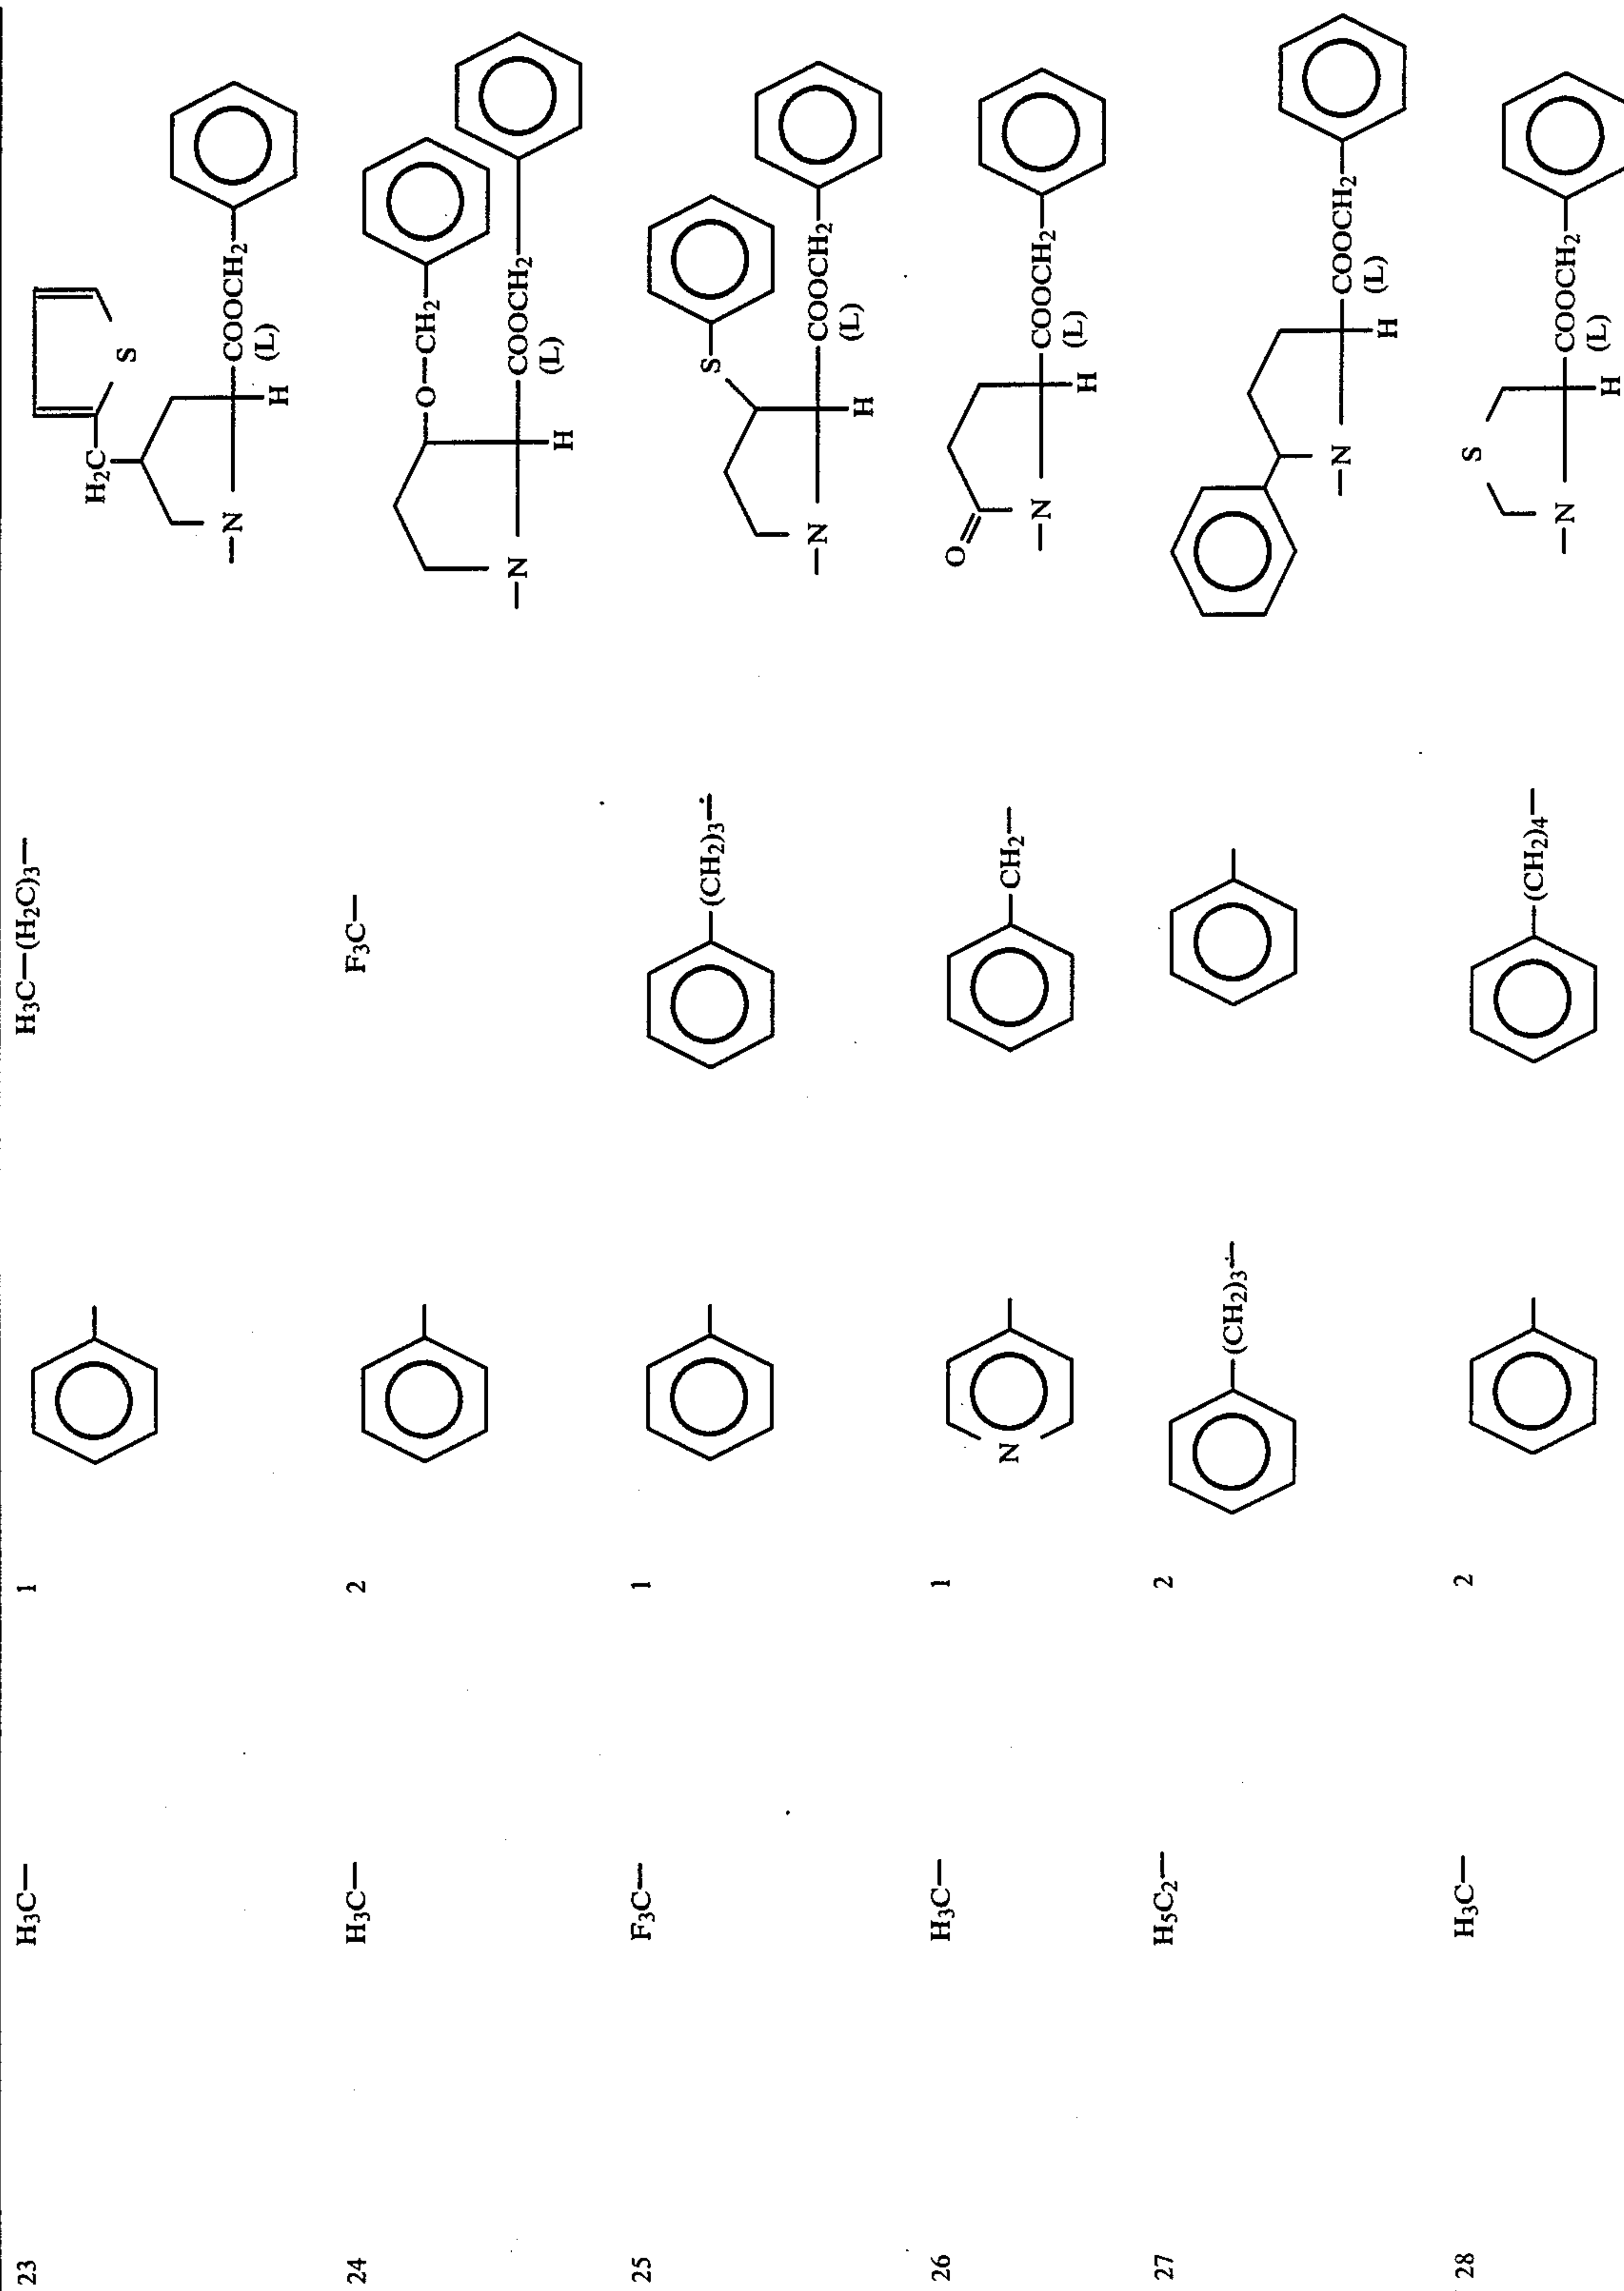 23 H₃C— 1 H₃C—(H₂C)₃— H₂C S —N COOCH₂ (L) H
24 H₃C— 2 F₃C— O—CH₂ —N COOCH₂ (L) H
25 F₃C— 1 (CH₂)₃— S —N COOCH₂ (L) H
26 H₃C— 1 N CH₂— O —N COOCH₂ (L) H
27 H₅C₂— 2 (CH₂)₃— —N COOCH₂ (L) H
28 H₃C— 2 (CH₂)₄— S —N COOCH₂ (L) H